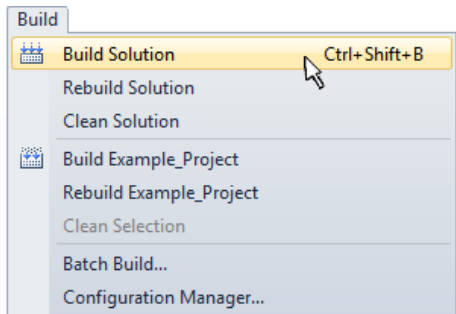 Build
Build Solution Ctrl+Shift+B
Rebuild Solution
Clean Solution
Build Example_Project
Rebuild Example_Project
Clean Selection
Batch Build...
Configuration Manager...